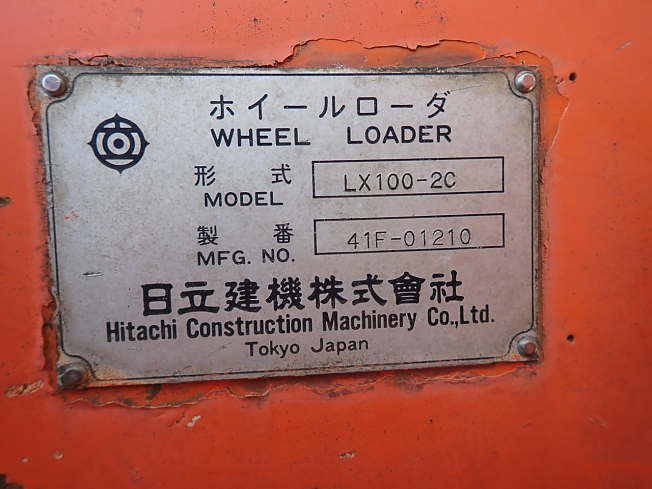 ホイールローダ
WHEEL LOADER
形式 LX100-2C
MODEL
製番 41F-01210
MFG. NO.
日立建機株式會社
Hitachi Construction Machinery Co.,Ltd.
Tokyo Japan